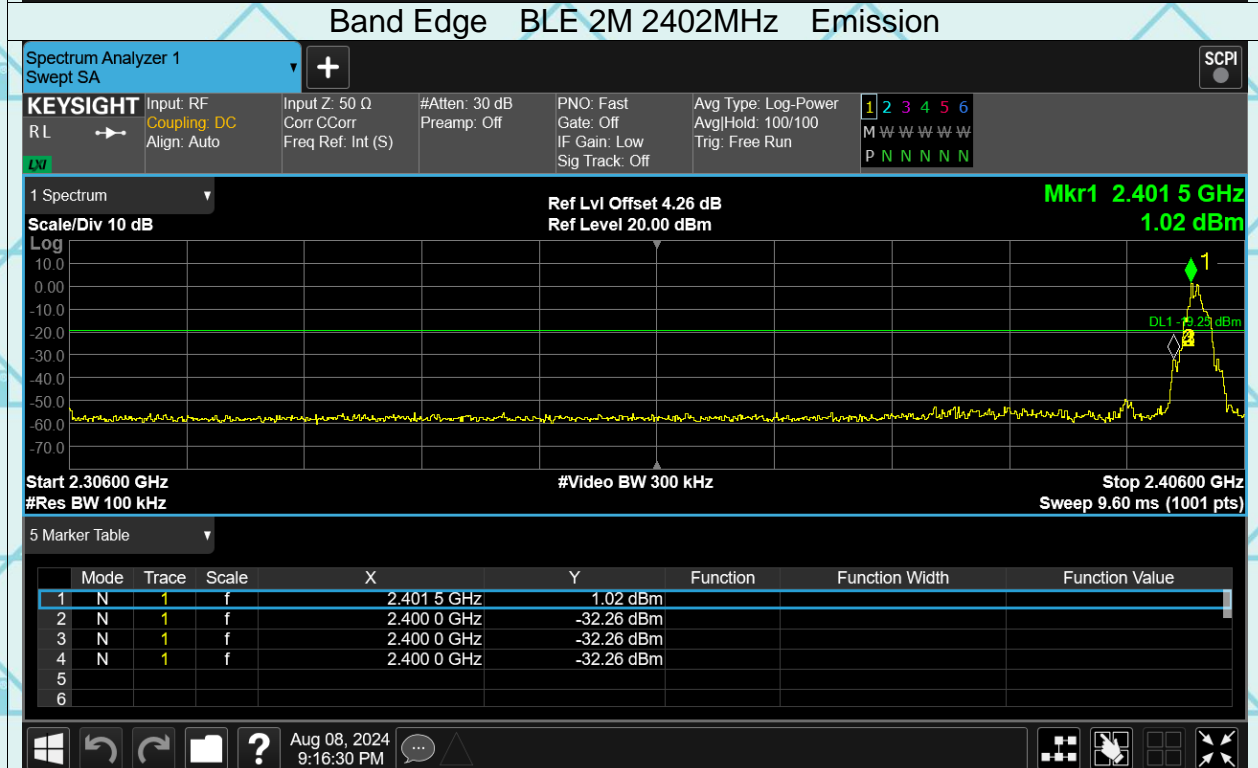 Band Edge BLE 2M 2402MHz Emission
Spectrum Analyzer 1
Swept SA
+
SCPI
KEYSIGHT
R L
LXI
Input: RF
Coupling: DC
Align: Auto
Input Z: 50 Ω
Corr CCorr
Freq Ref: Int (S)
#Atten: 30 dB
Preamp: Off
PNO: Fast
Gate: Off
IF Gain: Low
Sig Track: Off
Avg Type: Log-Power
Avg|Hold: 100/100
Trig: Free Run
1 2 3 4 5 6
M W W W W W
P N N N N N
1 Spectrum
Scale/Div 10 dB
Ref Lvl Offset 4.26 dB
Ref Level 20.00 dBm
Mkr1 2.401 5 GHz
1.02 dBm
Log
10.0
0.00
-10.0
-20.0
-30.0
-40.0
-50.0
-60.0
-70.0
1
DL1 -19.25 dBm
Start 2.30600 GHz
#Res BW 100 kHz
#Video BW 300 kHz
Stop 2.40600 GHz
Sweep 9.60 ms (1001 pts)
5 Marker Table
Mode Trace Scale X Y Function Function Width Function Value
1 N 1 f 2.401 5 GHz 1.02 dBm
2 N 1 f 2.400 0 GHz -32.26 dBm
3 N 1 f 2.400 0 GHz -32.26 dBm
4 N 1 f 2.400 0 GHz -32.26 dBm
5
6
?
Aug 08, 2024
9:16:30 PM